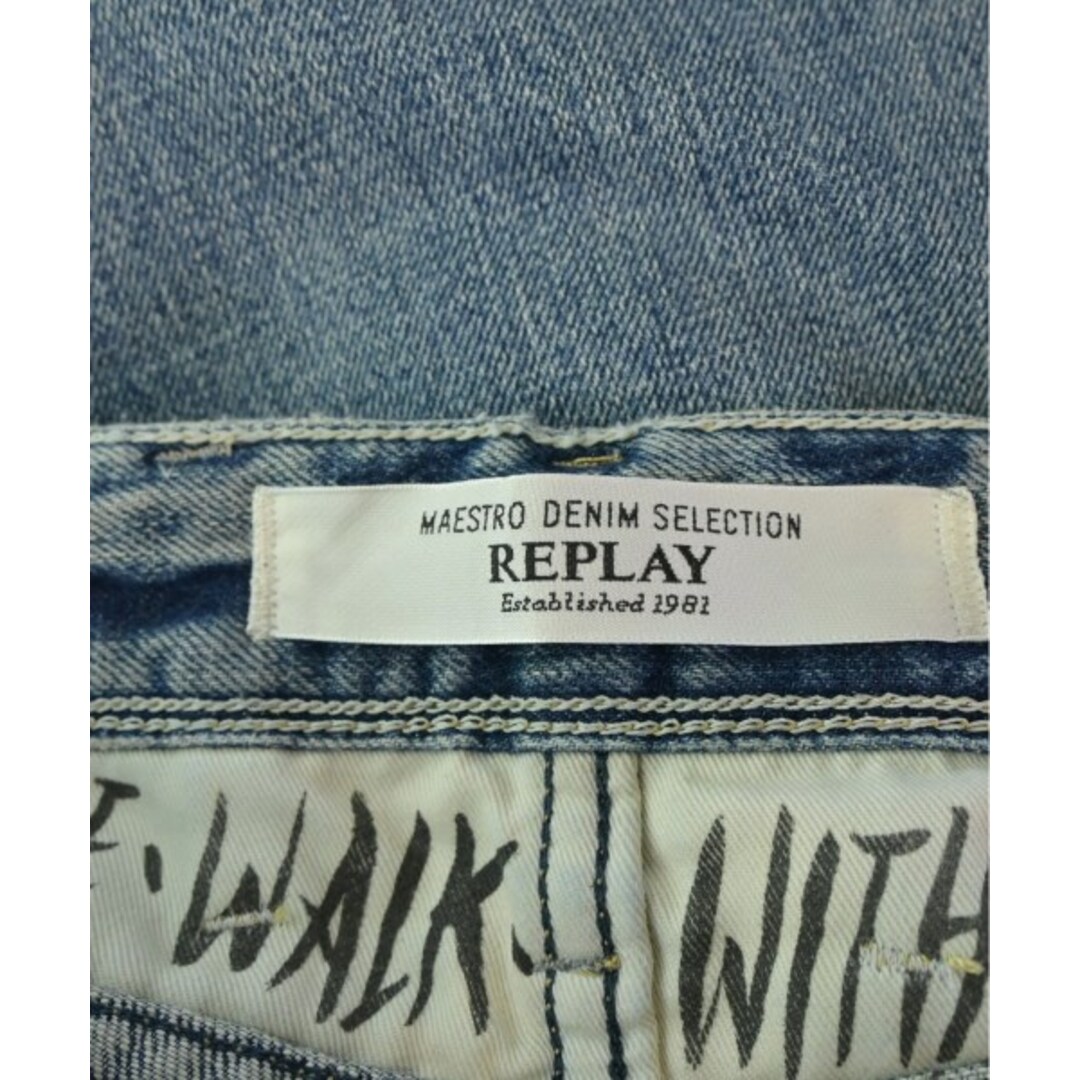 MAESTRO DENIM SELECTION
REPLAY
Established 1981
WALK WITH